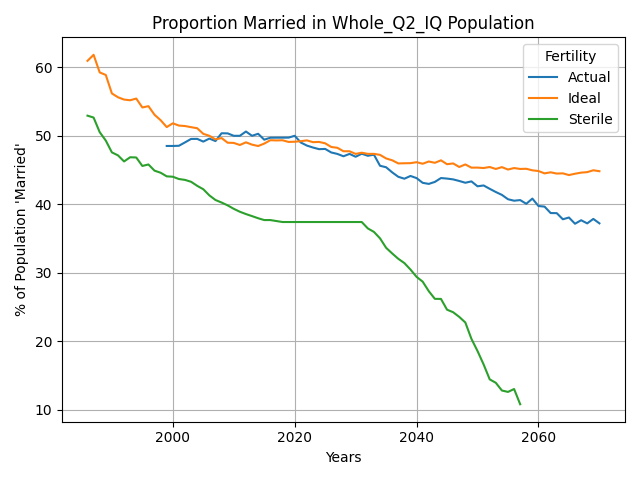 Proportion Married in Whole_Q2_IQ Population
% of Population 'Married'
60
50
40
30
20
10
Fertility
Actual
Ideal
Sterile
2000 2020 2040 2060
Years